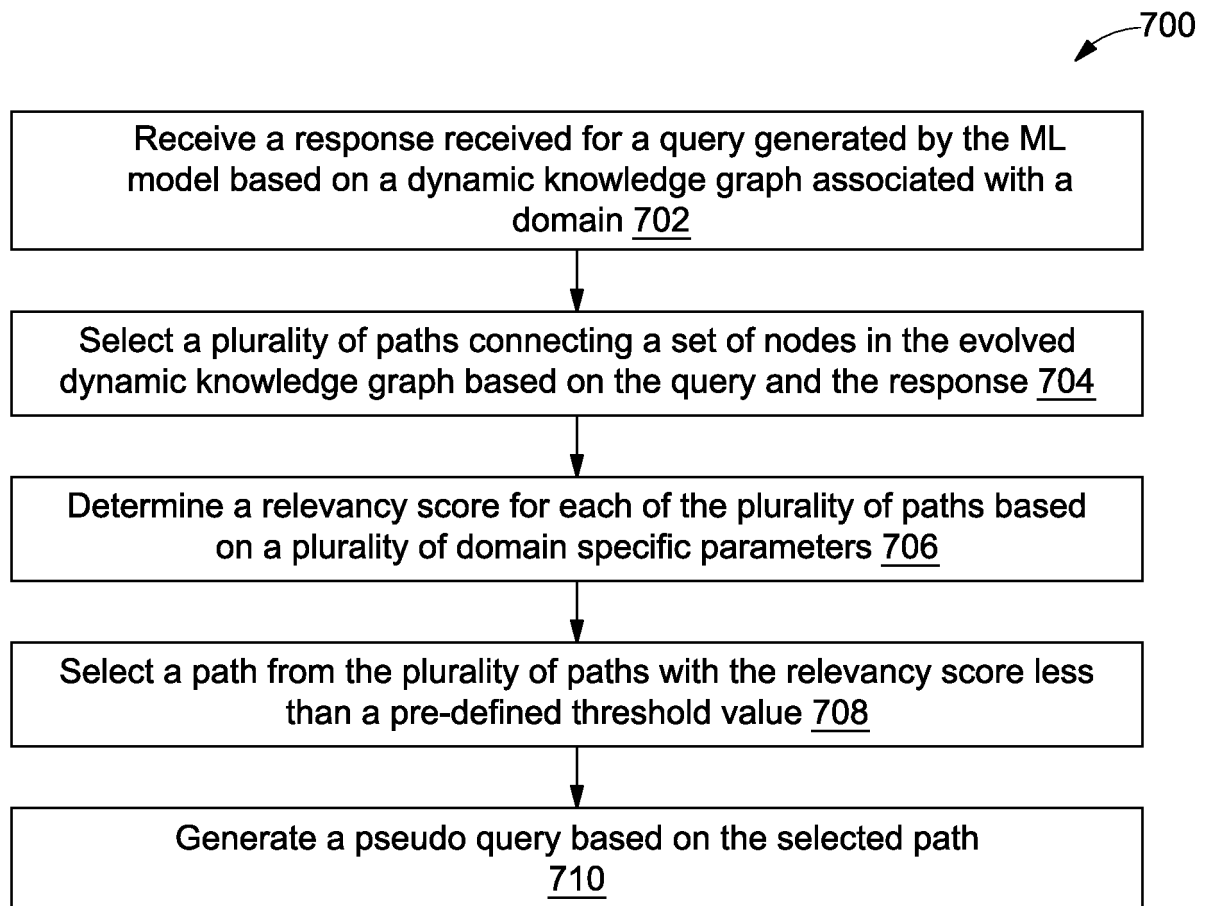 700
Receive a response received for a query generated by the ML
model based on a dynamic knowledge graph associated with a
domain 702
Select a plurality of paths connecting a set of nodes in the evolved
dynamic knowledge graph based on the query and the response 704
Determine a relevancy score for each of the plurality of paths based
on a plurality of domain specific parameters 706
Select a path from the plurality of paths with the relevancy score less
than a pre-defined threshold value 708
Generate a pseudo query based on the selected path
710